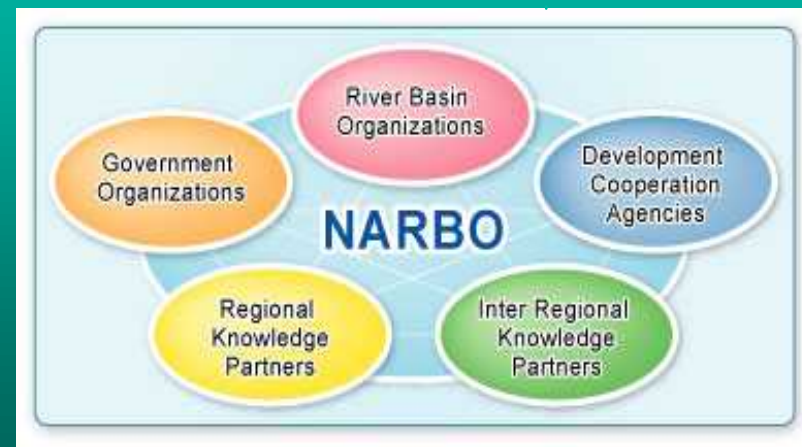 River Basin
Organizations
Government
Organizations
Development
Cooperation
Agencies
NARBO
Regional
Knowledge
Partners
Inter Regional
Knowledge
Partners